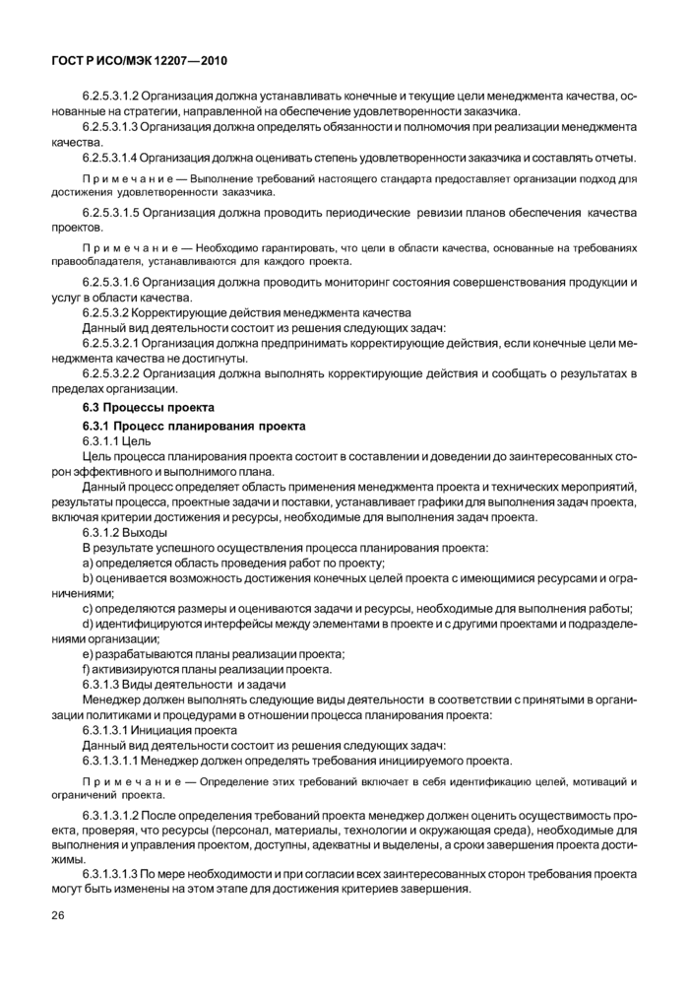 ГОСТ Р ИСО/МЭК 12207—2010
6.2.5.3.1.2 Организация должна устанавливать конечные и текущие цели менеджмента качества, ос-
нованные на стратегии, направленной на обеспечение удовлетворенности заказчика.
6.2.5.3.1.3 Организация должна определять обязанности и полномочия при реализации менеджмента
качества.
6.2.5.3.1.4 Организация должна оценивать степень удовлетворенности заказчика и составлять отчеты.
П р и м е ч а н и е — Выполнение требований настоящего стандарта предоставляет организации подход для
достижения удовлетворенности заказчика.
6.2.5.3.1.5 Организация должна проводить периодические ревизии планов обеспечения качества
проектов.
П р и м е ч а н и е — Необходимо гарантировать, что цели в области качества, основанные на требованиях
правообладателя, устанавливаются для каждого проекта.
6.2.5.3.1.6 Организация должна проводить мониторинг состояния совершенствования продукции и
услуг в области качества.
6.2.5.3.2 Корректирующие действия менеджмента качества
Данный вид деятельности состоит из решения следующих задач:
6.2.5.3.2.1 Организация должна предпринимать корректирующие действия, если конечные цели ме-
неджмента качества не достигнуты.
6.2.5.3.2.2 Организация должна выполнять корректирующие действия и сообщать о результатах в
пределах организации.
6.3 Процессы проекта
6.3.1 Процесс планирования проекта
6.3.1.1 Цель
Цель процесса планирования проекта состоит в составлении и доведении до заинтересованных сто-
рон эффективного и выполнимого плана.
Данный процесс определяет область применения менеджмента проекта и технических мероприятий,
результаты процесса, проектные задачи и поставки, устанавливает графики для выполнения задач проекта,
включая критерии достижения и ресурсы, необходимые для выполнения задач проекта.
6.3.1.2 Выходы
В результате успешного осуществления процесса планирования проекта:
a) определяется область проведения работ по проекту;
b) оценивается возможность достижения конечных целей проекта с имеющимися ресурсами и огра-
ничениями;
c) определяются размеры и оцениваются задачи и ресурсы, необходимые для выполнения работы;
d) идентифицируются интерфейсы между элементами в проекте и с другими проектами и подразделе-
ниями организации;
e) разрабатываются планы реализации проекта;
f) активизируются планы реализации проекта.
6.3.1.3 Виды деятельности и задачи
Менеджер должен выполнять следующие виды деятельности в соответствии с принятыми в органи-
зации политиками и процедурами в отношении процесса планирования проекта:
6.3.1.3.1 Инициация проекта
Данный вид деятельности состоит из решения следующих задач:
6.3.1.3.1.1 Менеджер должен определять требования инициируемого проекта.
П р и м е ч а н и е — Определение этих требований включает в себя идентификацию целей, мотиваций и
ограничений проекта.
6.3.1.3.1.2 После определения требований проекта менеджер должен оценить осуществимость про-
екта, проверяя, что ресурсы (персонал, материалы, технологии и окружающая среда), необходимые для
выполнения и управления проектом, доступны, адекватны и выделены, а сроки завершения проекта дости-
жимы.
6.3.1.3.1.3 По мере необходимости и при согласии всех заинтересованных сторон требования проекта
могут быть изменены на этом этапе для достижения критериев завершения.
26